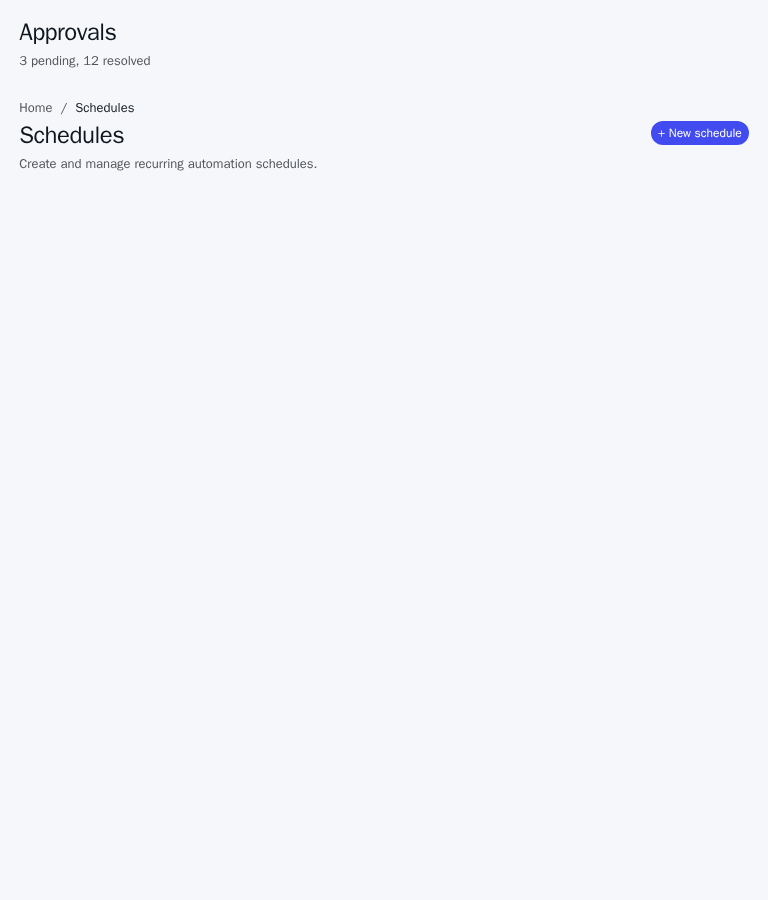 Approvals
3 pending, 12 resolved
Home / Schedules
Schedules
+ New schedule
Create and manage recurring automation schedules.